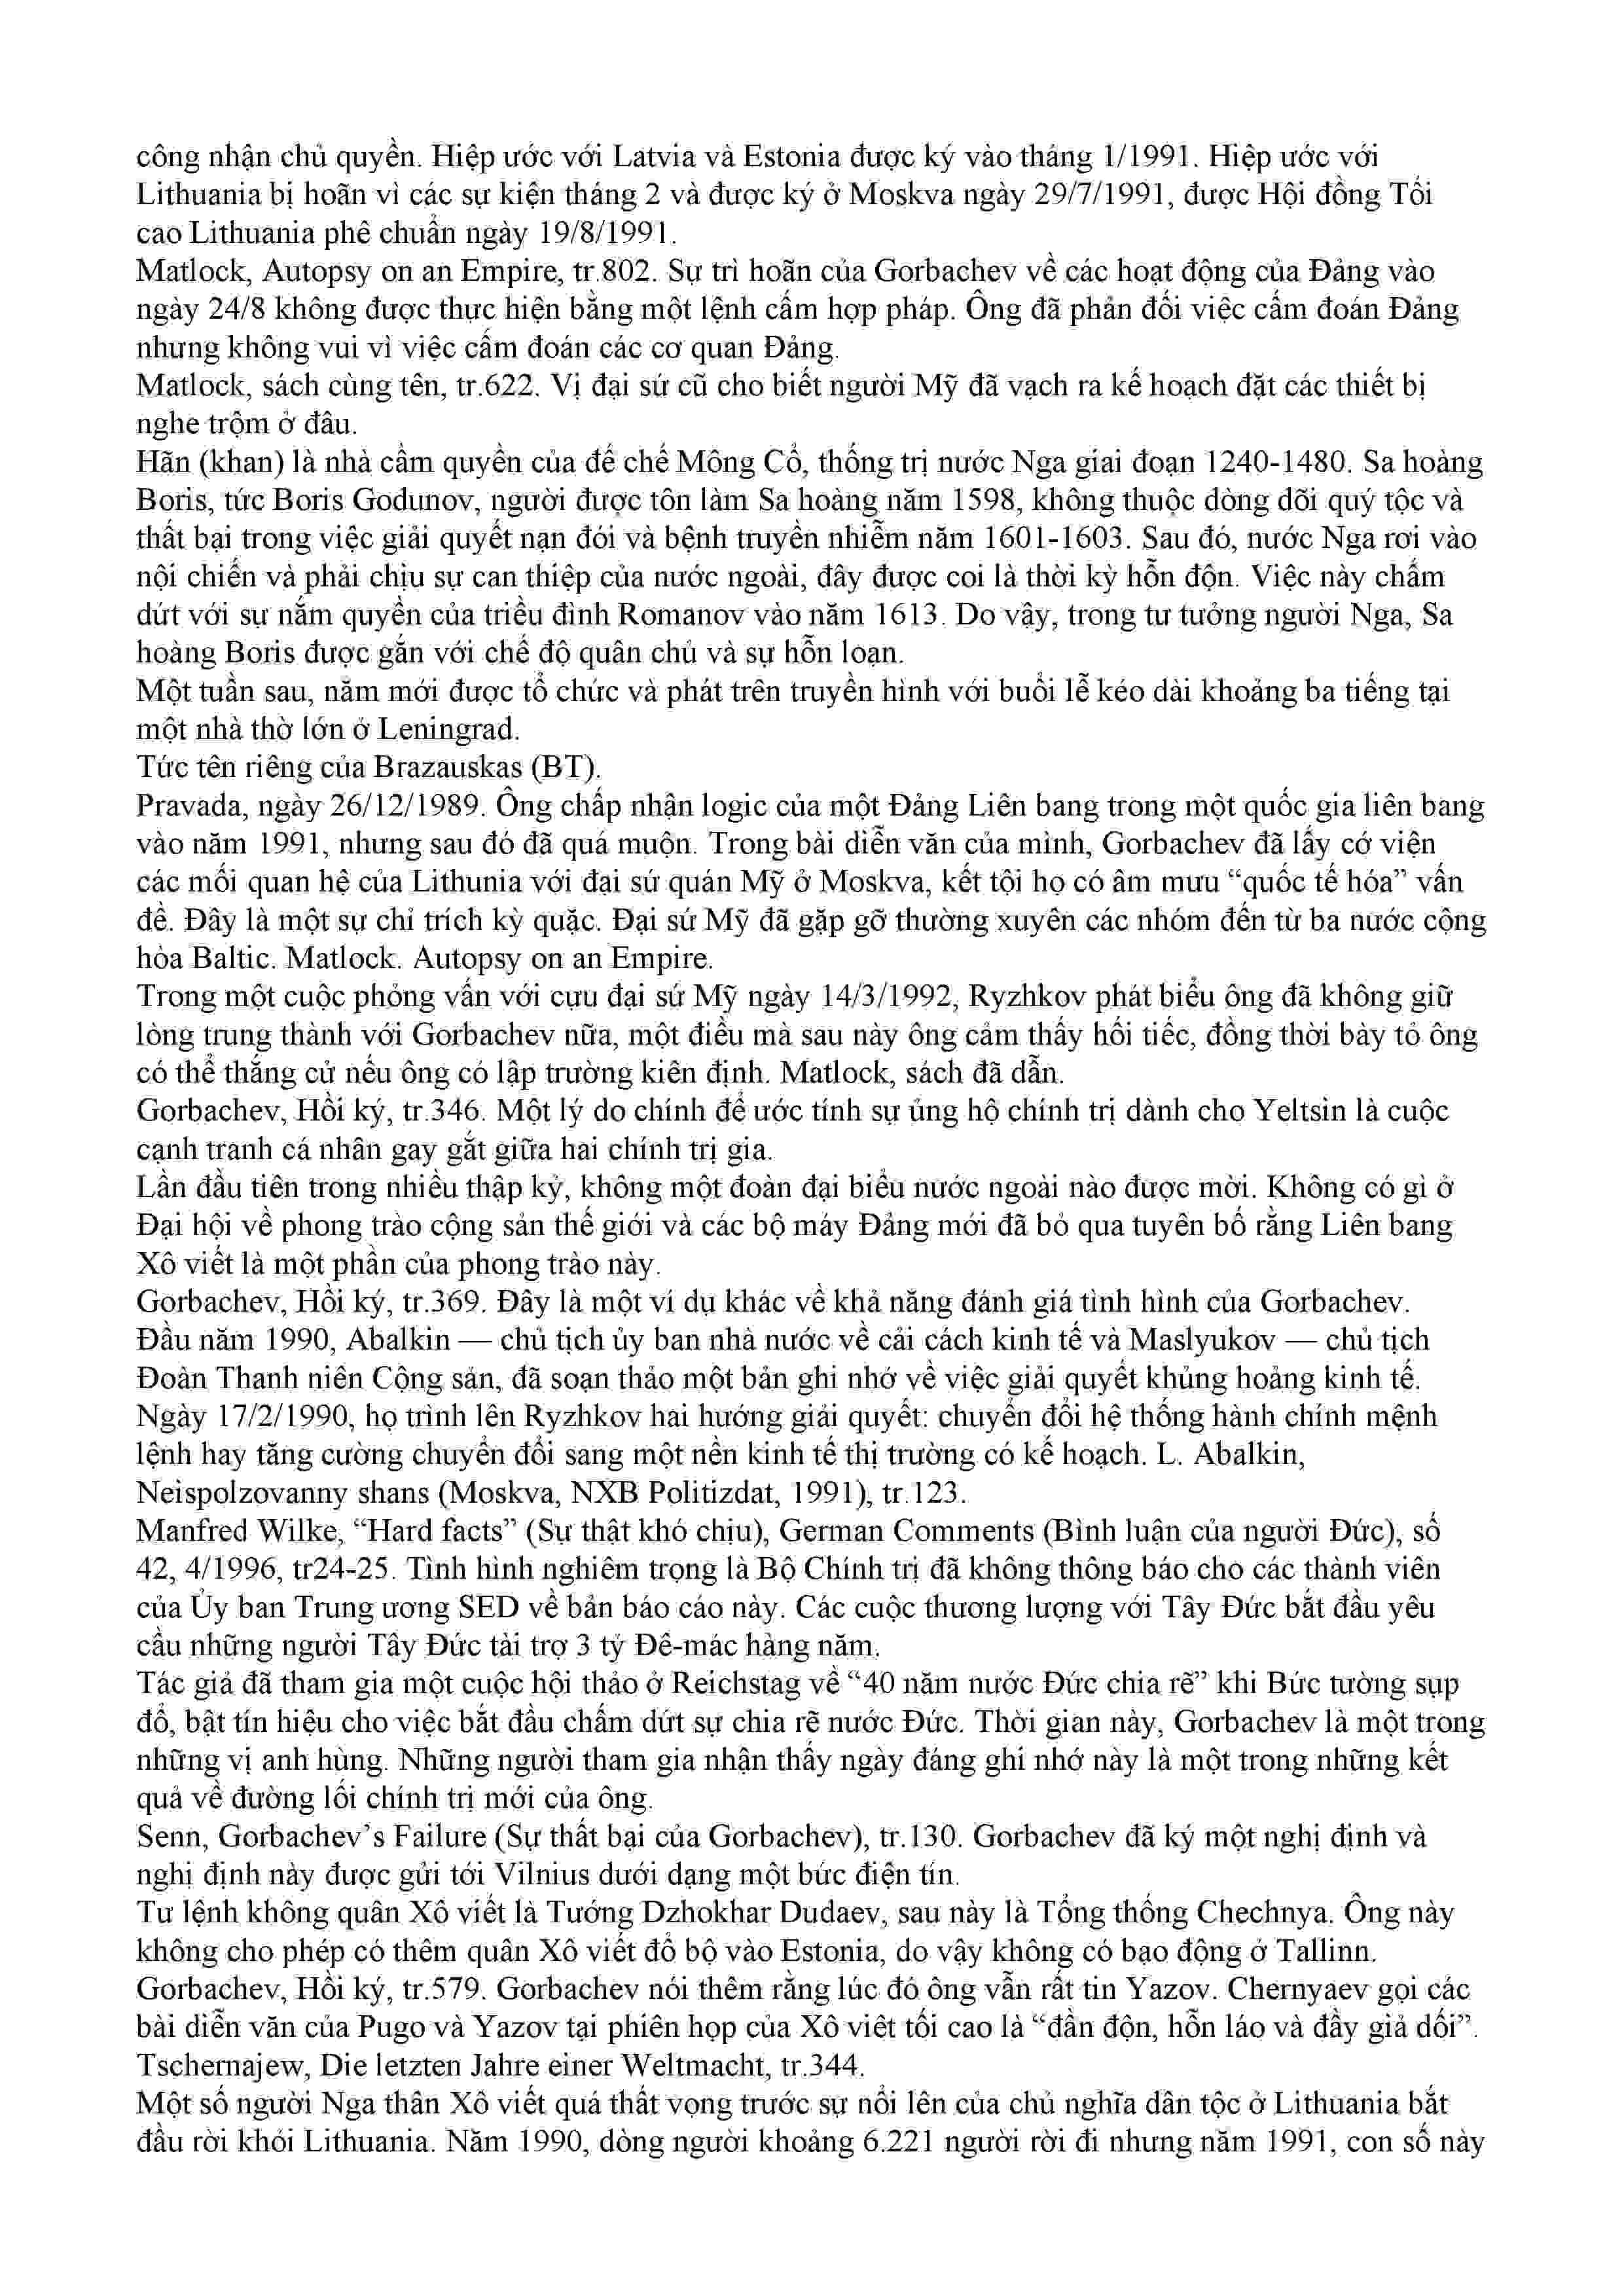 công nhận chủ quyền. Hiệp ước với Latvia và Estonia được ký vào tháng 1/1991. Hiệp ước với
Lithuania bị hoãn vì các sự kiện tháng 2 và được ký ở Moskva ngày 29/7/1991, được Hội đồng Tối
cao Lithuania phê chuẩn ngày 19/8/1991.
Matlock, Autopsy on an Empire, tr.802. Sự trì hoãn của Gorbachev về các hoạt động của Đảng vào
ngày 24/8 không được thực hiện bằng một lệnh cấm hợp pháp. Ông đã phản đối việc cấm đoán Đảng
nhưng không vui vì việc cấm đoán các cơ quan Đảng.
Matlock, sách cùng tên, tr.622. Vị đại sứ cũ cho biết người Mỹ đã vạch ra kế hoạch đặt các thiết bị
nghe trộm ở đâu.
Hãn (khan) là nhà cầm quyền của đế chế Mông Cổ, thống trị nước Nga giai đoạn 1240-1480. Sa hoàng
Boris, tức Boris Godunov, người được tôn làm Sa hoàng năm 1598, không thuộc dòng dõi quý tộc và
thất bại trong việc giải quyết nạn đói và bệnh truyền nhiễm năm 1601-1603. Sau đó, nước Nga rơi vào
nội chiến và phải chịu sự can thiệp của nước ngoài, đây được coi là thời kỳ hỗn độn. Việc này chấm
dứt với sự nắm quyền của triều đình Romanov vào năm 1613. Do vậy, trong tư tưởng người Nga, Sa
hoàng Boris được gắn với chế độ quân chủ và sự hỗn loạn.
Một tuần sau, năm mới được tổ chức và phát trên truyền hình với buổi lễ kéo dài khoảng ba tiếng tại
một nhà thờ lớn ở Leningrad.
Tức tên riêng của Brazauskas (BT).
Pravada, ngày 26/12/1989. Ông chấp nhận logic của một Đảng Liên bang trong một quốc gia liên bang
vào năm 1991, nhưng sau đó đã quá muộn. Trong bài diễn văn của mình, Gorbachev đã lấy cớ viện
các mối quan hệ của Lithunia với đại sứ quán Mỹ ở Moskva, kết tội họ có âm mưu “quốc tế hóa” vấn
đề. Đây là một sự chỉ trích kỳ quặc. Đại sứ Mỹ đã gặp gỡ thường xuyên các nhóm đến từ ba nước cộng
hòa Baltic. Matlock. Autopsy on an Empire.
Trong một cuộc phỏng vấn với cựu đại sứ Mỹ ngày 14/3/1992, Ryzhkov phát biểu ông đã không giữ
lòng trung thành với Gorbachev nữa, một điều mà sau này ông cảm thấy hối tiếc, đồng thời bày tỏ ông
có thể thắng cử nếu ông có lập trường kiên định. Matlock, sách đã dẫn.
Gorbachev, Hồi ký, tr.346. Một lý do chính để ước tính sự ủng hộ chính trị dành cho Yeltsin là cuộc
cạnh tranh cá nhân gay gắt giữa hai chính trị gia.
Lần đầu tiên trong nhiều thập kỷ, không một đoàn đại biểu nước ngoài nào được mời. Không có gì ở
Đại hội về phong trào cộng sản thế giới và các bộ máy Đảng mới đã bỏ qua tuyên bố rằng Liên bang
Xô viết là một phần của phong trào này.
Gorbachev, Hồi ký, tr.369. Đây là một ví dụ khác về khả năng đánh giá tình hình của Gorbachev.
Đầu năm 1990, Abalkin — chủ tịch ủy ban nhà nước về cải cách kinh tế và Maslyukov — chủ tịch
Đoàn Thanh niên Cộng sản, đã soạn thảo một bản ghi nhớ về việc giải quyết khủng hoảng kinh tế.
Ngày 17/2/1990, họ trình lên Ryzhkov hai hướng giải quyết: chuyển đổi hệ thống hành chính mệnh
lệnh hay tăng cường chuyển đổi sang một nền kinh tế thị trường có kế hoạch. L. Abalkin,
Neispolzovanny shans (Moskva, NXB Politizdat, 1991), tr.123.
Manfred Wilke, “Hard facts” (Sự thật khó chịu), German Comments (Bình luận của người Đức), số
42, 4/1996, tr24-25. Tình hình nghiêm trọng là Bộ Chính trị đã không thông báo cho các thành viên
của Ủy ban Trung ương SED về bản báo cáo này. Các cuộc thương lượng với Tây Đức bắt đầu yêu
cầu những người Tây Đức tài trợ 3 tỷ Đê-mác hàng năm.
Tác giả đã tham gia một cuộc hội thảo ở Reichstag về “40 năm nước Đức chia rẽ” khi Bức tường sụp
đổ, bật tín hiệu cho việc bắt đầu chấm dứt sự chia rẽ nước Đức. Thời gian này, Gorbachev là một trong
những vị anh hùng. Những người tham gia nhận thấy ngày đáng ghi nhớ này là một trong những kết
quả về đường lối chính trị mới của ông.
Senn, Gorbachev’s Failure (Sự thất bại của Gorbachev), tr.130. Gorbachev đã ký một nghị định và
nghị định này được gửi tới Vilnius dưới dạng một bức điện tín.
Tư lệnh không quân Xô viết là Tướng Dzhokhar Dudaev, sau này là Tổng thống Chechnya. Ông này
không cho phép có thêm quân Xô viết đổ bộ vào Estonia, do vậy không có bạo động ở Tallinn.
Gorbachev, Hồi ký, tr.579. Gorbachev nói thêm rằng lúc đó ông vẫn rất tin Yazov. Chernyaev gọi các
bài diễn văn của Pugo và Yazov tại phiên họp của Xô viêt tối cao là “đần độn, hỗn láo và đầy giả dối”.
Tschernajew, Die letzten Jahre einer Weltmacht, tr.344.
Một số người Nga thân Xô viết quá thất vọng trước sự nổi lên của chủ nghĩa dân tộc ở Lithuania bắt
đầu rời khỏi Lithuania. Năm 1990, dòng người khoảng 6.221 người rời đi nhưng năm 1991, con số này